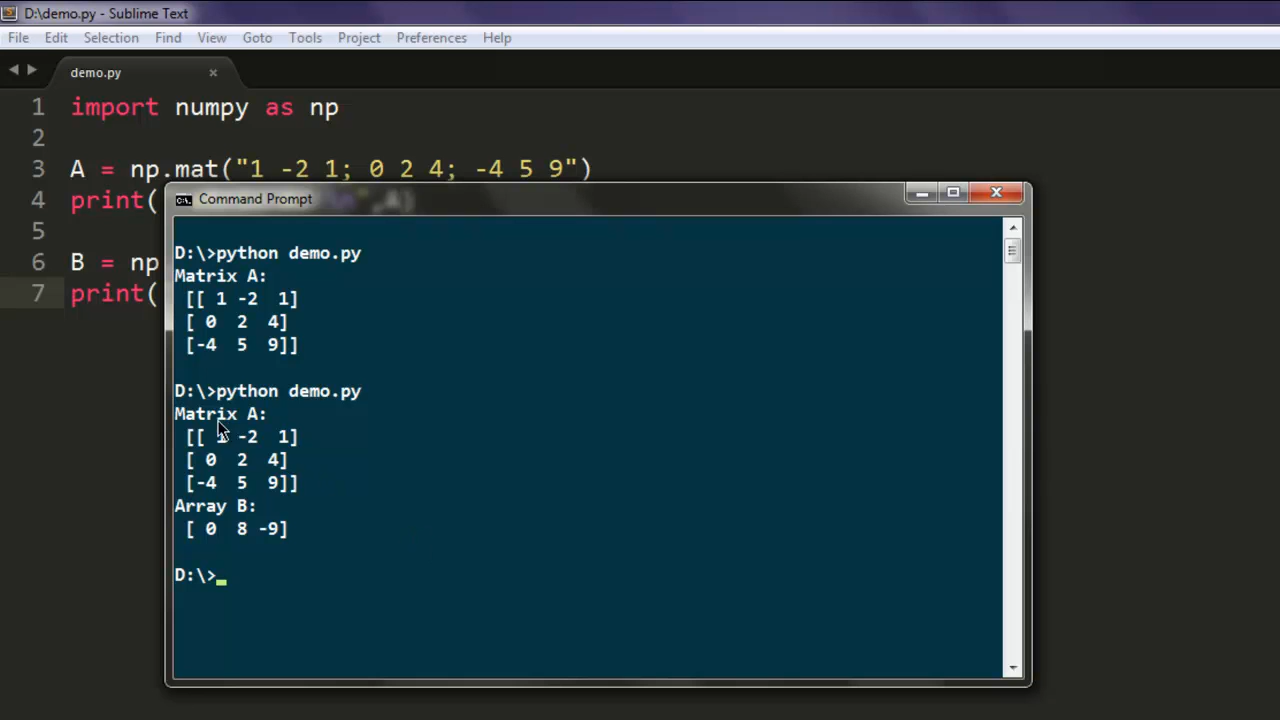 D:\demo.py - Sublime Text
File Edit Selection Find View Goto Tools Project Preferences Help
demo.py ×
1 import numpy as np
2
3 A = np.mat("1 -2 1; 0 2 4; -4 5 9")
4 print( \n",A)
5
6 B = np
7 print(
C:\. Command Prompt
D:\>python demo.py
Matrix A:
[[ 1 -2 1]
[ 0 2 4]
[-4 5 9]]
D:\>python demo.py
Matrix A:
[[ 1 -2 1]
[ 0 2 4]
[-4 5 9]]
Array B:
[ 0 8 -9]
D:\>_